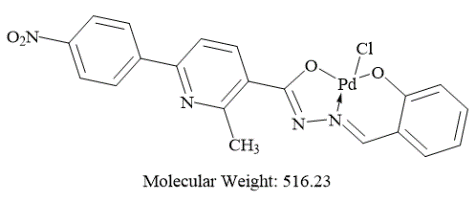 O₂N
Cl
O
Pd
O
N
N
N
CH₃
Molecular Weight: 516.23